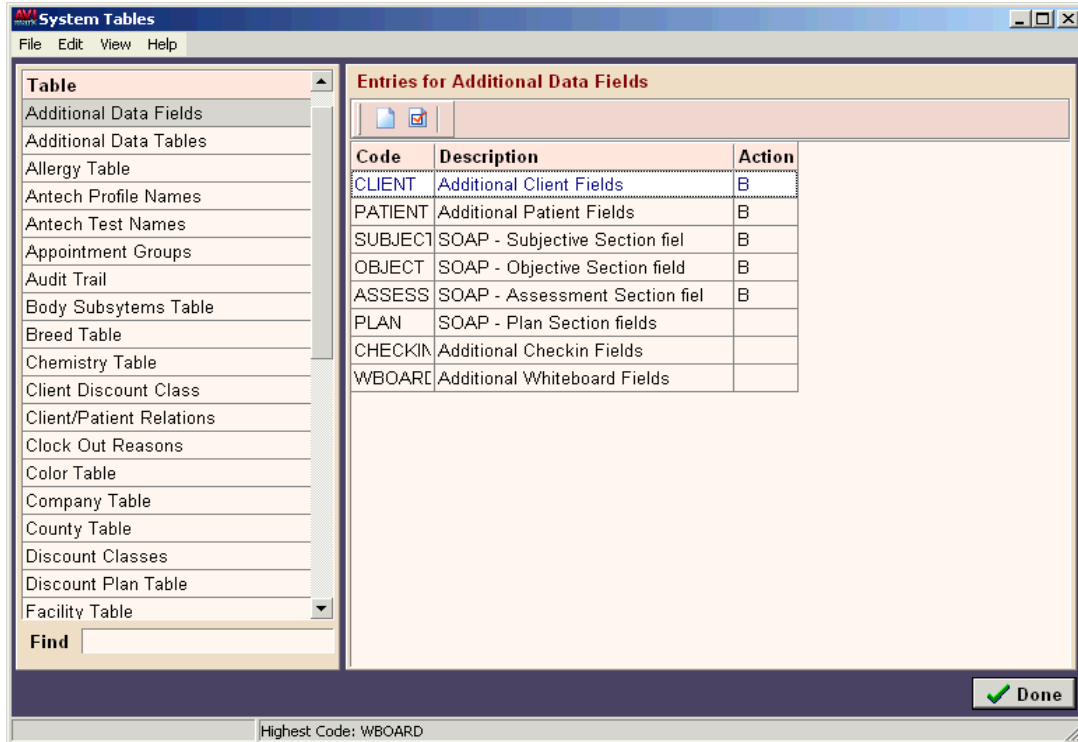 AVI mark System Tables
File Edit View Help
Table
Additional Data Fields
Additional Data Tables
Allergy Table
Antech Profile Names
Antech Test Names
Appointment Groups
Audit Trail
Body Subsytems Table
Breed Table
Chemistry Table
Client Discount Class
Client/Patient Relations
Clock Out Reasons
Color Table
Company Table
County Table
Discount Classes
Discount Plan Table
Facility Table
Find
Entries for Additional Data Fields
Code Description Action
CLIENT Additional Client Fields B
PATIENT Additional Patient Fields B
SUBJECT SOAP - Subjective Section fiel B
OBJECT SOAP - Objective Section field B
ASSESS SOAP - Assessment Section fiel B
PLAN SOAP - Plan Section fields
CHECKIN Additional Checkin Fields
WBOARD Additional Whiteboard Fields
Done
Highest Code: WBOARD